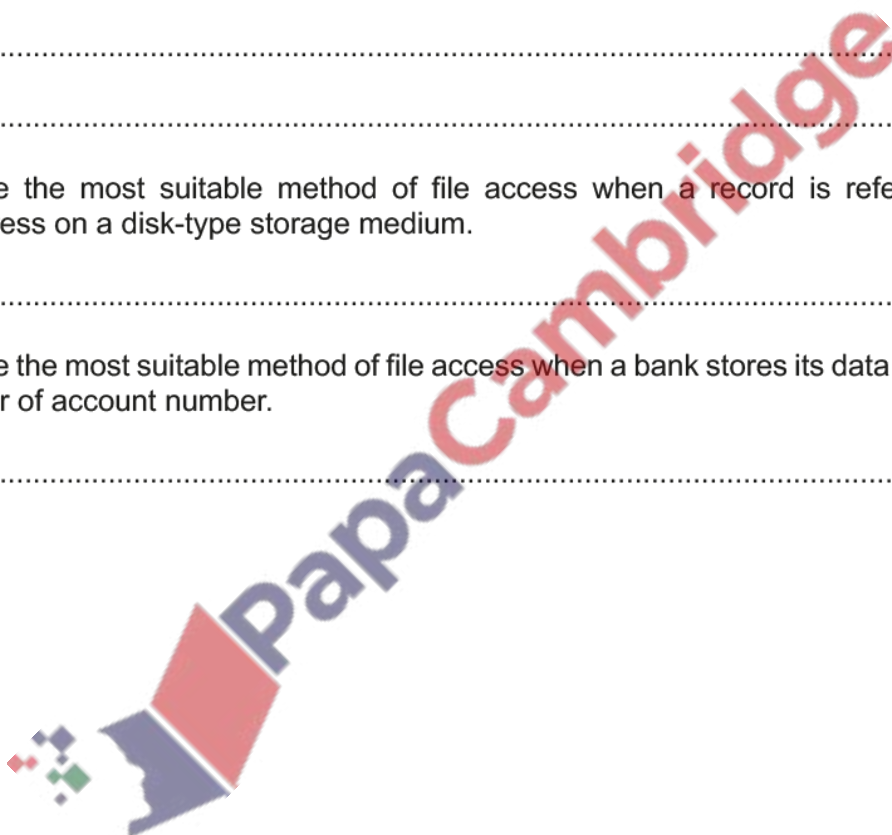 ................................................................................
................................................................................
e the most suitable method of file access when a record is refe
ess on a disk-type storage medium.
................................................................................
e the most suitable method of file access when a bank stores its data
r of account number.
................................................................................
PapaCambridge